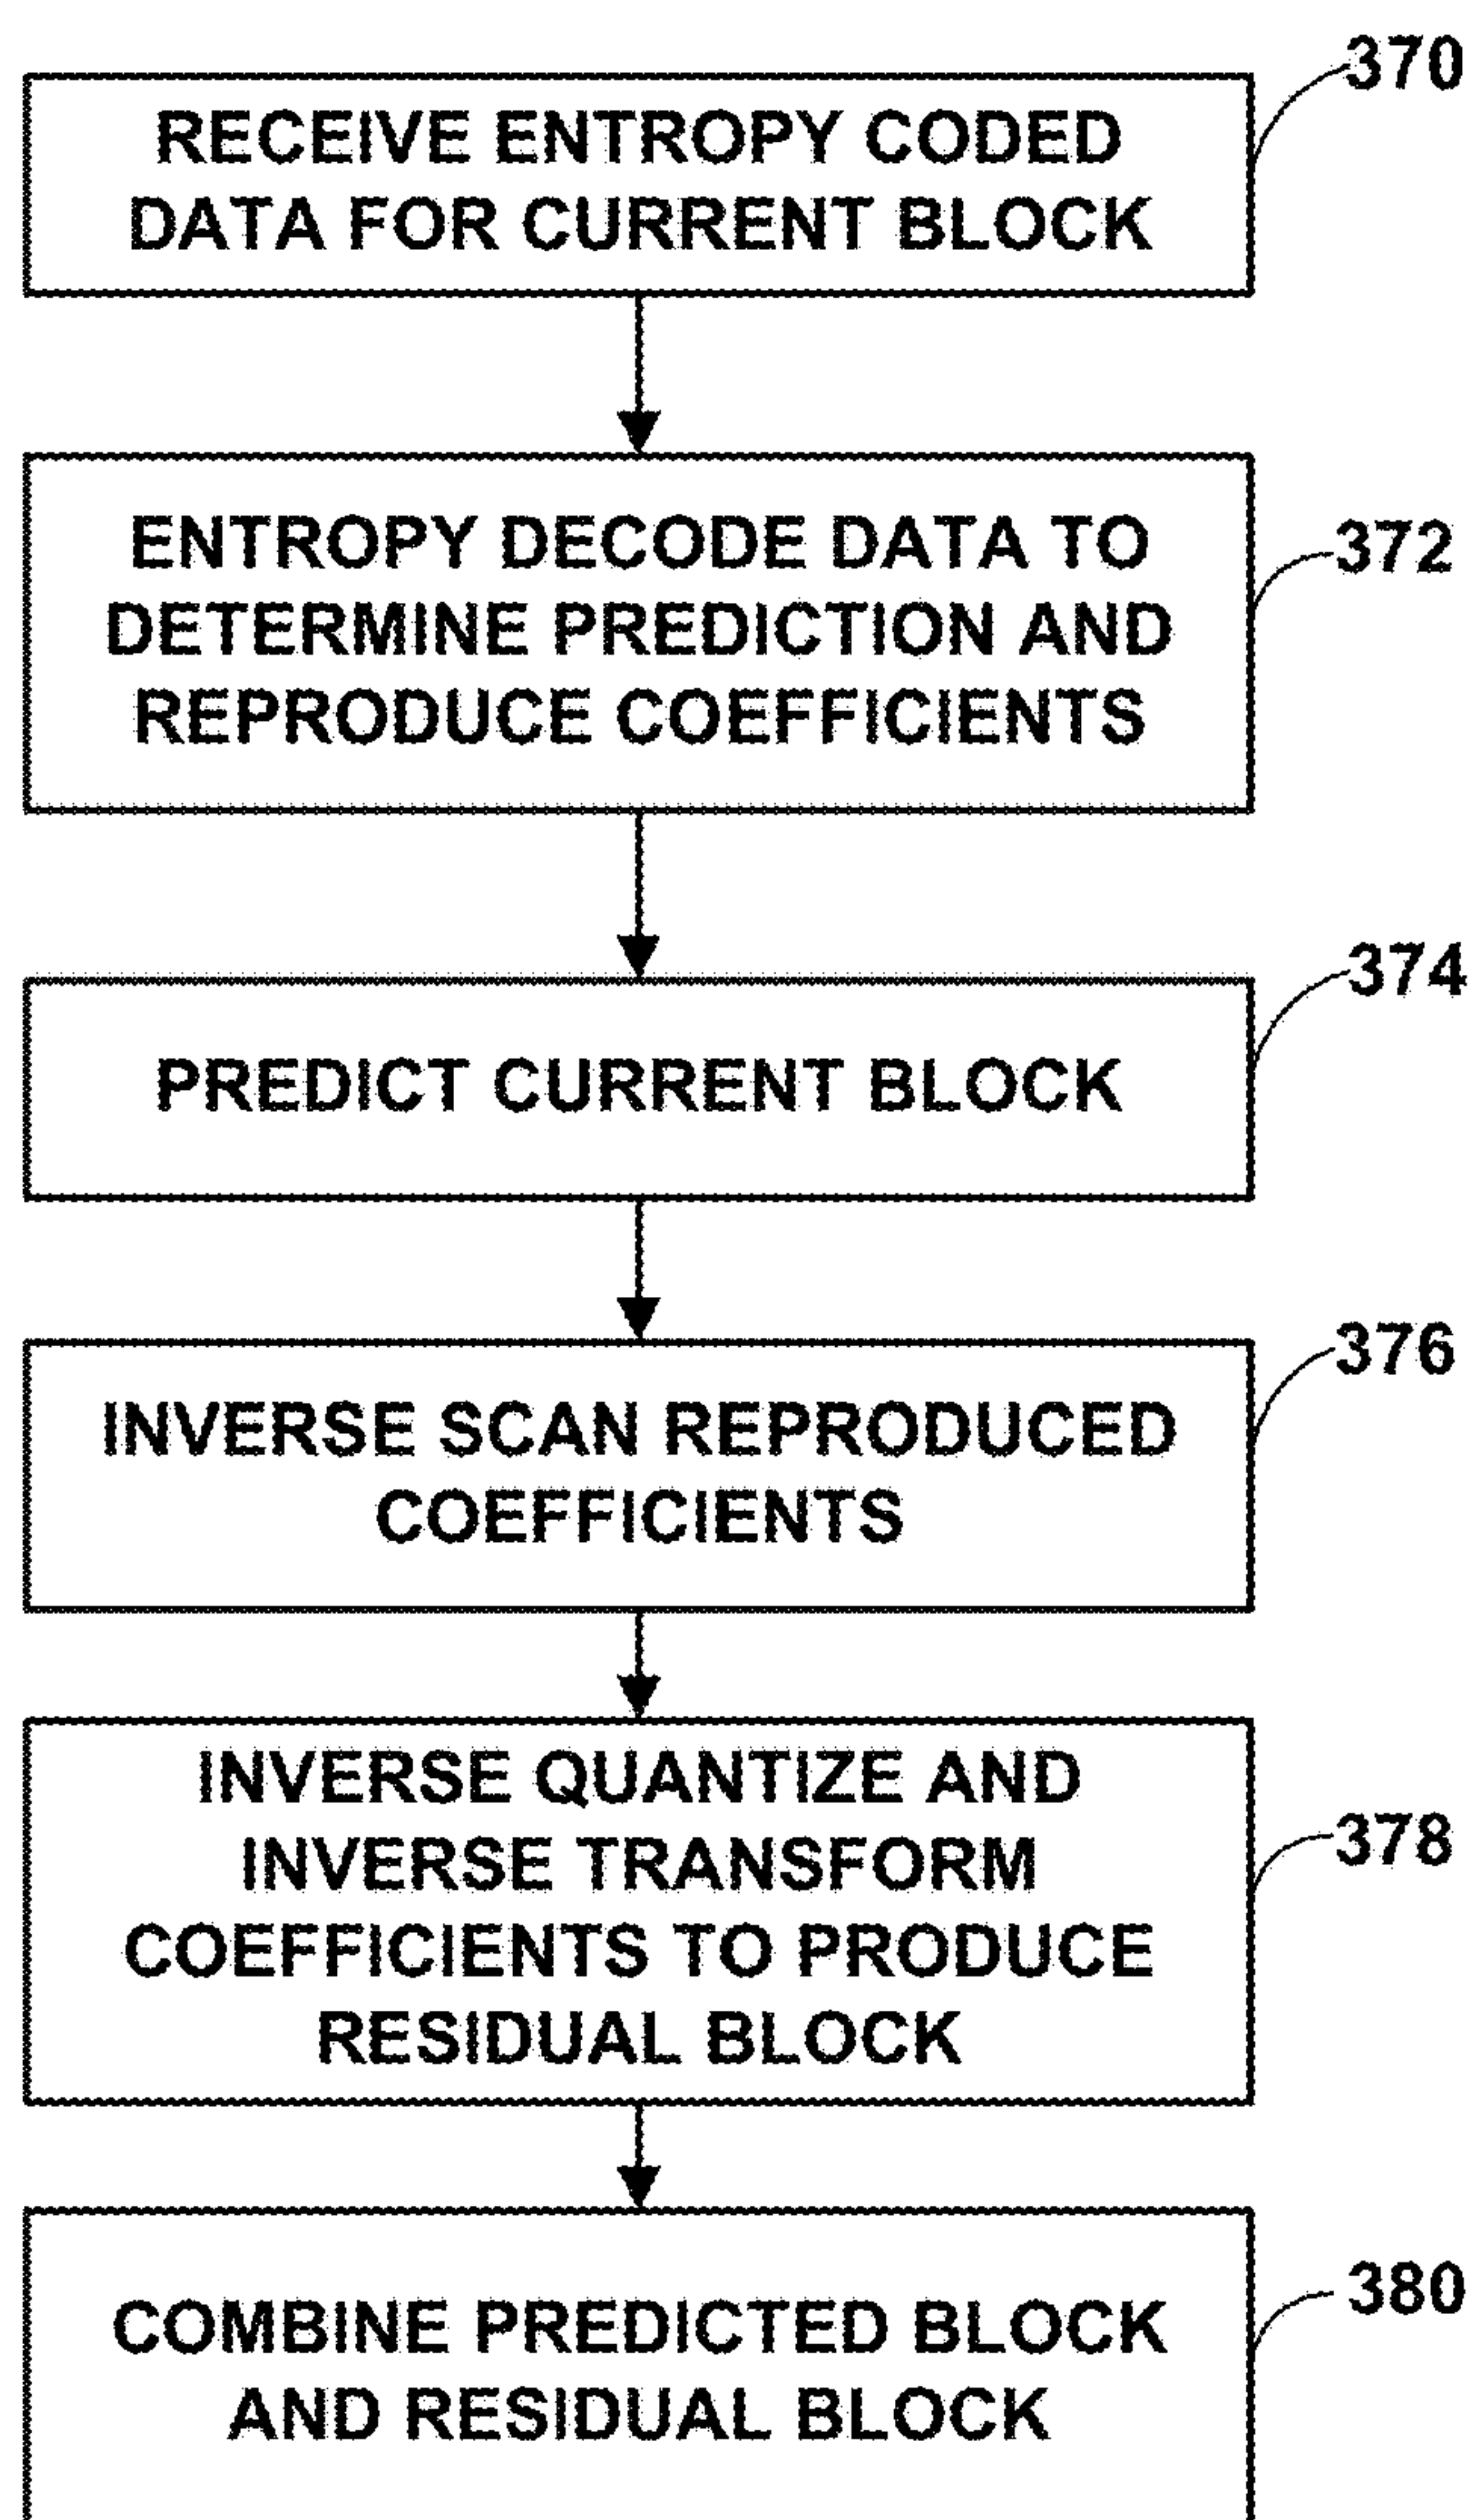 370
RECEIVE ENTROPY CODED
DATA FOR CURRENT BLOCK
ENTROPY DECODE DATA TO
DETERMINE PREDICTION AND
REPRODUCE COEFFICIENTS
372
374
PREDICT CURRENT BLOCK
376
INVERSE SCAN REPRODUCED
COEFFICIENTS
INVERSE QUANTIZE AND
INVERSE TRANSFORM
COEFFICIENTS TO PRODUCE
RESIDUAL BLOCK
378
380
COMBINE PREDICTED BLOCK
AND RESIDUAL BLOCK